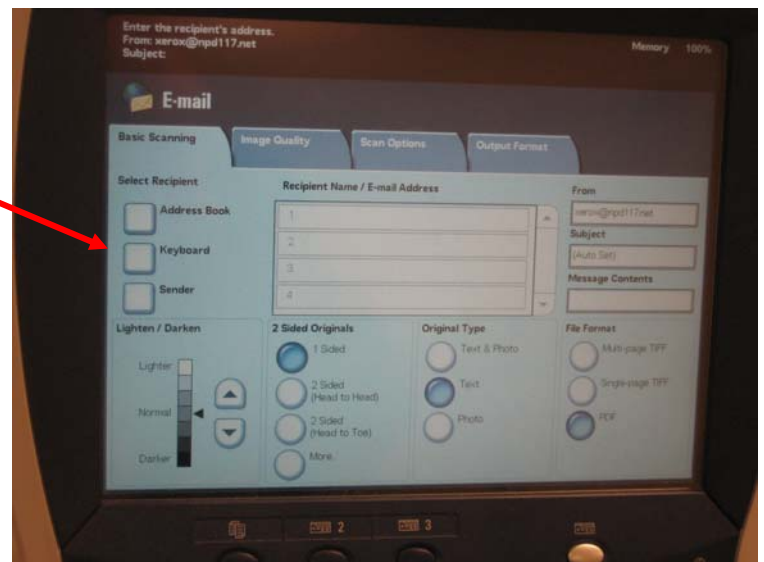 Enter the recipient's address.
From: xerox@npd117.net
Subject:
Memory 100%
E-mail
Basic Scanning
Image Quality
Scan Options
Output Format
Select Recipient
Address Book
Keyboard
Sender
Recipient Name / E-mail Address
1
2
3
4
From
xerox@npd117.net
Subject
(Auto Set)
Message Contents
Lighten / Darken
Lighter
Normal
Darker
2 Sided Originals
1 Sided
2 Sided
(Head to Head)
2 Sided
(Head to Toe)
More...
Original Type
Text & Photo
Text
Photo
File Format
Multi-page TIFF
Single-page TIFF
PDF
2
3